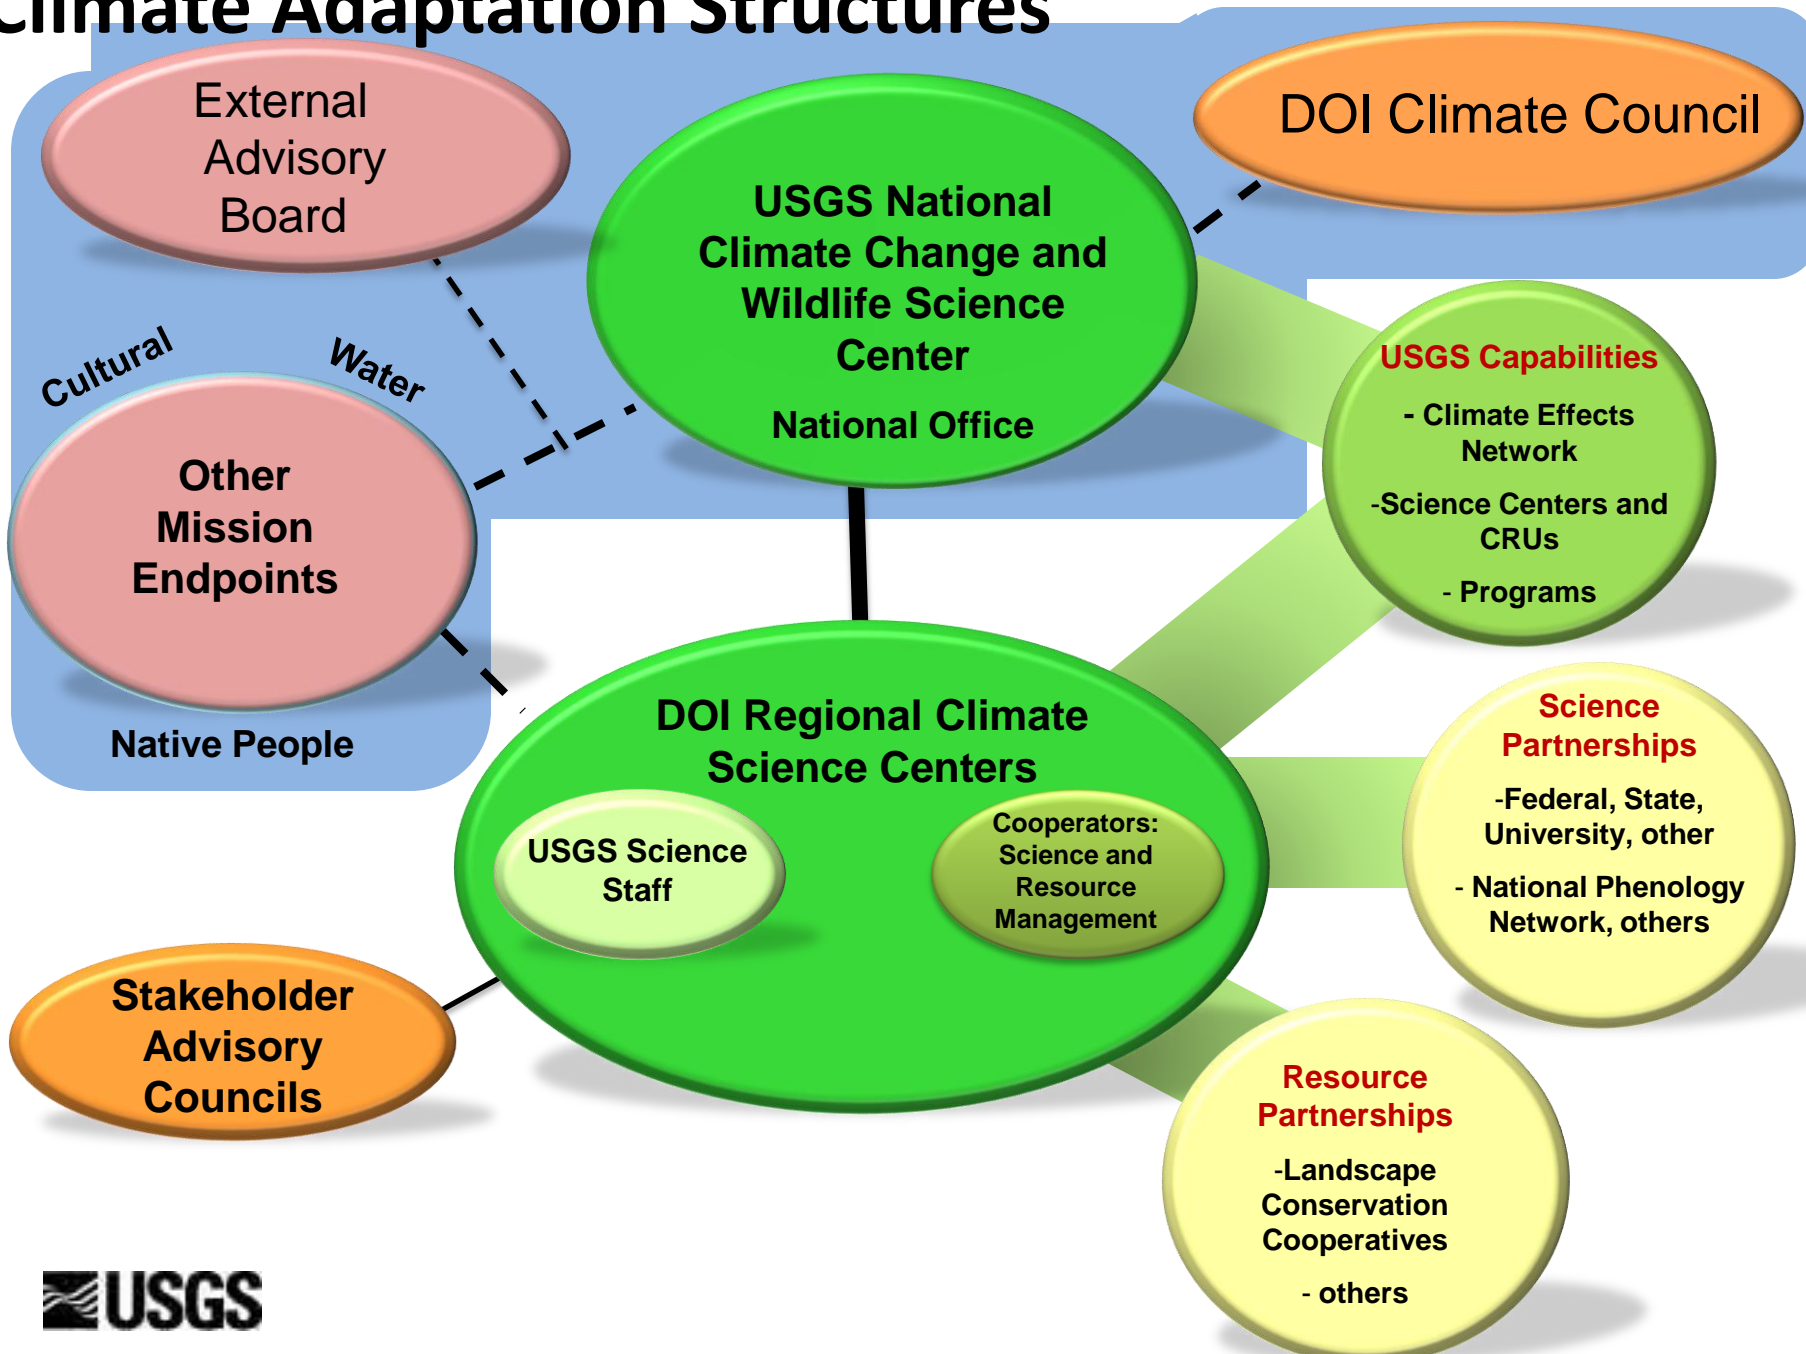 Climate Adaptation Structures
External
Advisory
Board
DOI Climate Council
USGS National
Climate Change and
Wildlife Science
Center
National Office
Cultural
Water
Other
Mission
Endpoints
Native People
USGS Capabilities
- Climate Effects
Network
-Science Centers and
CRUs
- Programs
DOI Regional Climate
Science Centers
USGS Science
Staff
Cooperators:
Science and
Resource
Management
Science
Partnerships
-Federal, State,
University, other
- National Phenology
Network, others
Stakeholder
Advisory
Councils
Resource
Partnerships
-Landscape
Conservation
Cooperatives
- others
USGS